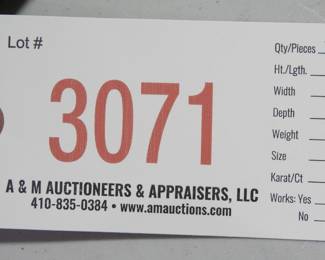 Lot #
3071
A & M AUCTIONEERS & APPRAISERS, LLC
410-835-0384 • www.amauctions.com
Qty/Pieces
Ht./Lgth.
Width
Depth
Weight
Size
Karat/Ct
Works: Yes
No